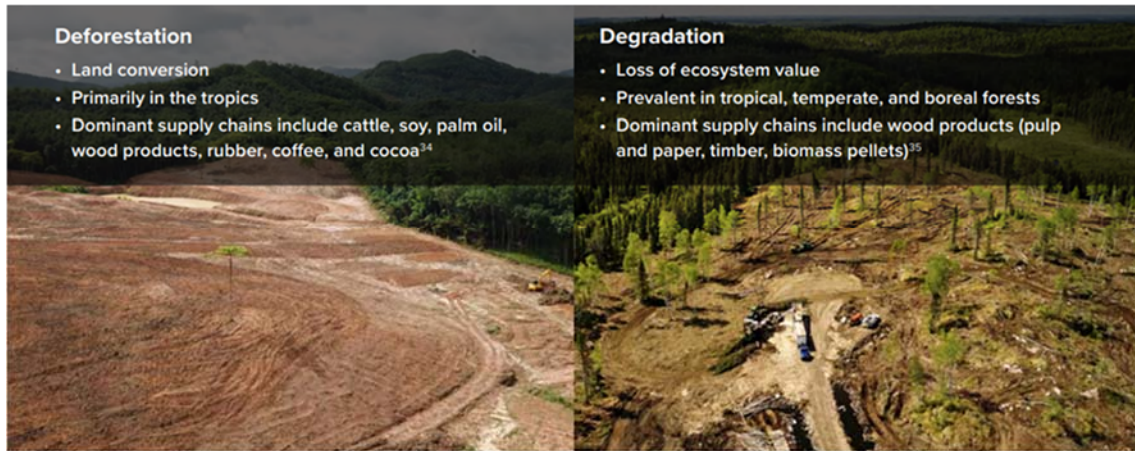 Deforestation
• Land conversion
• Primarily in the tropics
• Dominant supply chains include cattle, soy, palm oil,
wood products, rubber, coffee, and cocoa³⁴
Degradation
• Loss of ecosystem value
• Prevalent in tropical, temperate, and boreal forests
• Dominant supply chains include wood products (pulp
and paper, timber, biomass pellets)³⁵